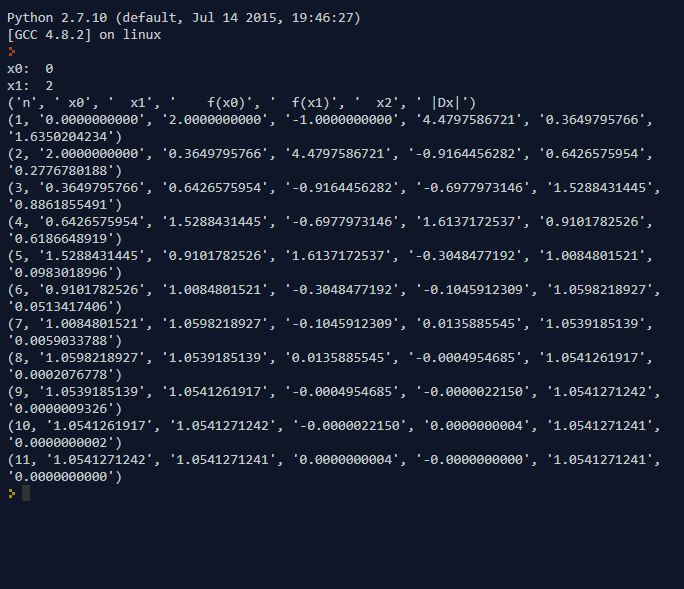 Python 2.7.10 (default, Jul 14 2015, 19:46:27)
[GCC 4.8.2] on linux
x0:  0
x1:  2
('n', ' x0', '  x1', '    f(x0)', '  f(x1)', '  x2', ' |Dx|')
(1, '0.0000000000', '2.0000000000', '-1.0000000000', '4.4797586721', '0.3649795766',
'1.6350204234')
(2, '2.0000000000', '0.3649795766', '4.4797586721', '-0.9164456282', '0.6426575954',
'0.2776780188')
(3, '0.3649795766', '0.6426575954', '-0.9164456282', '-0.6977973146', '1.5288431445',
'0.8861855491')
(4, '0.6426575954', '1.5288431445', '-0.6977973146', '1.6137172537', '0.9101782526',
'0.6186648919')
(5, '1.5288431445', '0.9101782526', '1.6137172537', '-0.3048477192', '1.0084801521',
'0.0983018996')
(6, '0.9101782526', '1.0084801521', '-0.3048477192', '-0.1045912309', '1.0598218927',
'0.0513417406')
(7, '1.0084801521', '1.0598218927', '-0.1045912309', '0.0135885545', '1.0539185139',
'0.0059033788')
(8, '1.0598218927', '1.0539185139', '0.0135885545', '-0.0004954685', '1.0541261917',
'0.0002076778')
(9, '1.0539185139', '1.0541261917', '-0.0004954685', '-0.0000022150', '1.0541271242',
'0.0000009326')
(10, '1.0541261917', '1.0541271242', '-0.0000022150', '0.0000000004', '1.0541271241',
'0.0000000002')
(11, '1.0541271242', '1.0541271241', '0.0000000004', '-0.0000000000', '1.0541271241',
'0.0000000000')